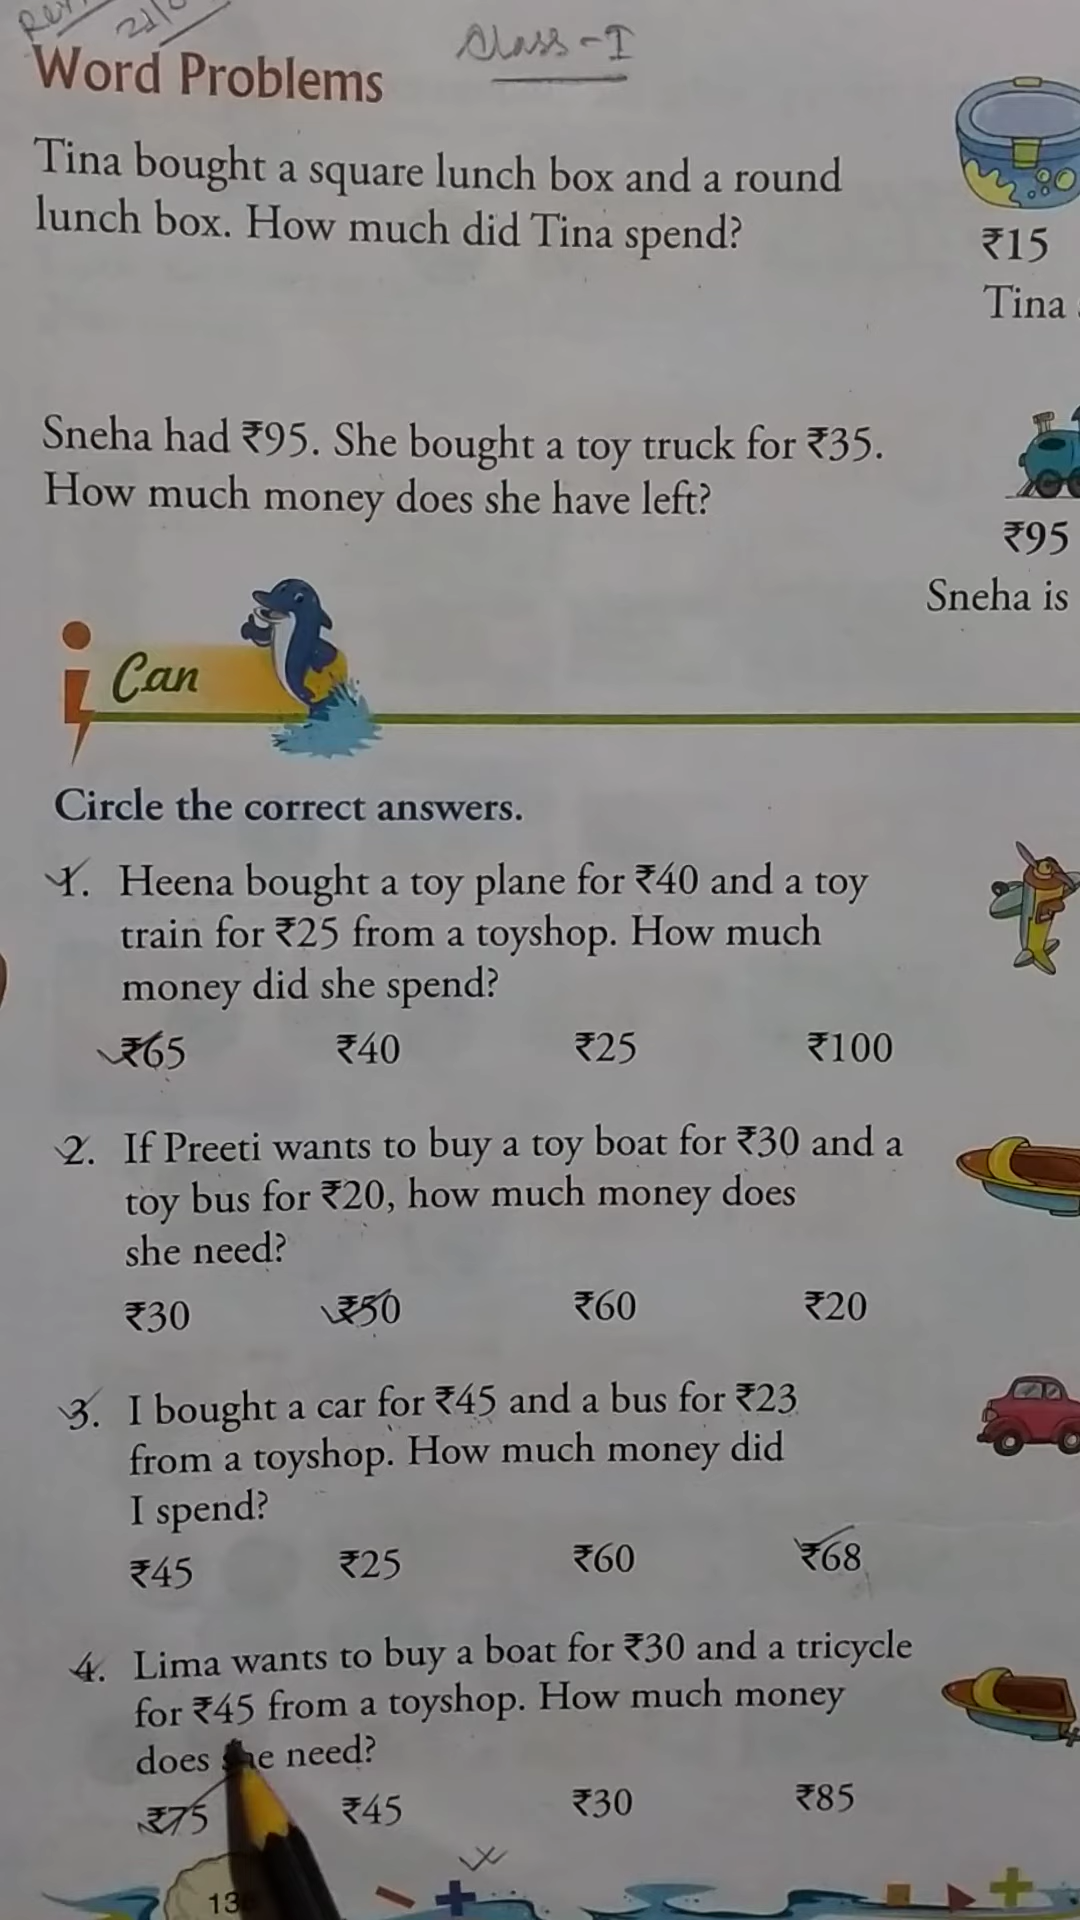 21/
Class-I
Word Problems
Tina bought a square lunch box and a round
lunch box. How much did Tina spend?
₹15
Tina
Sneha had ₹95. She bought a toy truck for ₹35.
How much money does she have left?
₹95
Sneha is
i Can
Circle the correct answers.
1. Heena bought a toy plane for ₹40 and a toy
train for ₹25 from a toyshop. How much
money did she spend?
₹65 ₹40 ₹25 ₹100
2. If Preeti wants to buy a toy boat for ₹30 and a
toy bus for ₹20, how much money does
she need?
₹30 ₹50 ₹60 ₹20
3. I bought a car for ₹45 and a bus for ₹23
from a toyshop. How much money did
I spend?
₹45 ₹25 ₹60 ₹68
4. Lima wants to buy a boat for ₹30 and a tricycle
for ₹45 from a toyshop. How much money
does she need?
₹75 ₹45 ₹30 ₹85